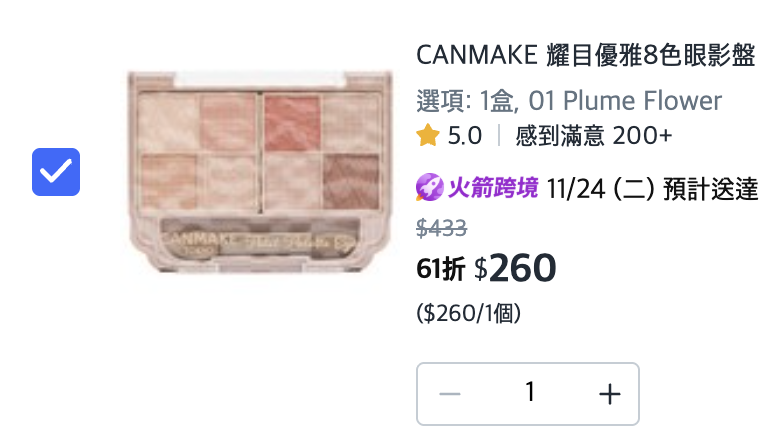 CANMAKE 耀目優雅8色眼影盤
選項: 1盒, 01 Plume Flower
5.0 | 感到滿意 200+
火箭跨境 11/24 (二) 預計送達
$433
61折 $260
($260/1個)
− 1 +
CANMAKE